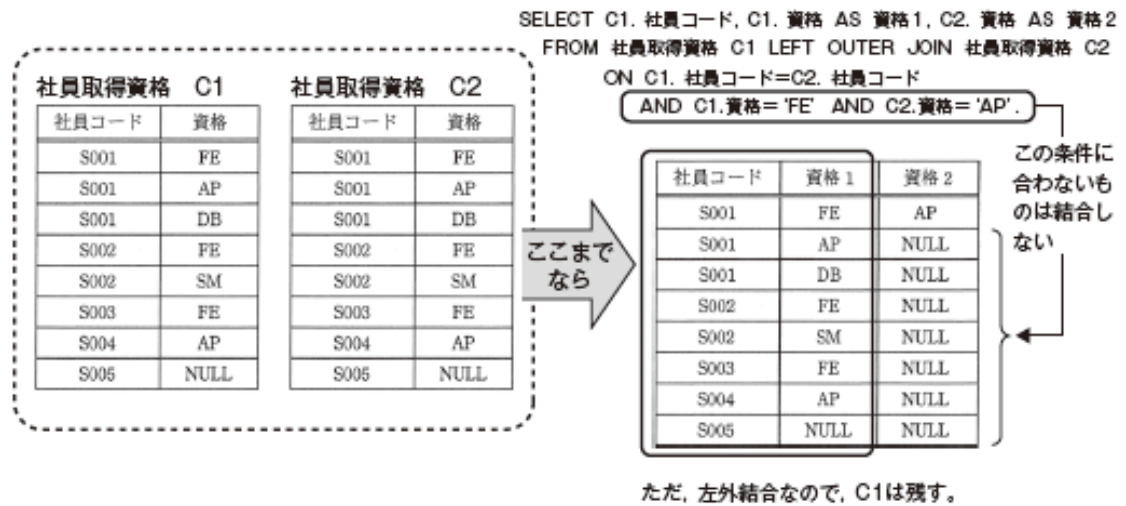 SELECT C1. 社員コード, C1. 資格 AS 資格1, C2. 資格 AS 資格2
FROM 社員取得資格 C1 LEFT OUTER JOIN 社員取得資格 C2
ON C1. 社員コード=C2. 社員コード
AND C1.資格='FE' AND C2.資格='AP'.
社員取得資格 C1
社員コード 資格
S001 FE
S001 AP
S001 DB
S002 FE
S002 SM
S003 FE
S004 AP
S005 NULL
社員取得資格 C2
社員コード 資格
S001 FE
S001 AP
S001 DB
S002 FE
S002 SM
S003 FE
S004 AP
S005 NULL
ここまで
なら
社員コード 資格1 資格2
S001 FE AP
S001 AP NULL
S001 DB NULL
S002 FE NULL
S002 SM NULL
S003 FE NULL
S004 AP NULL
S005 NULL NULL
この条件に
合わないも
のは結合し
ない
ただ, 左外結合なので, C1は残す。